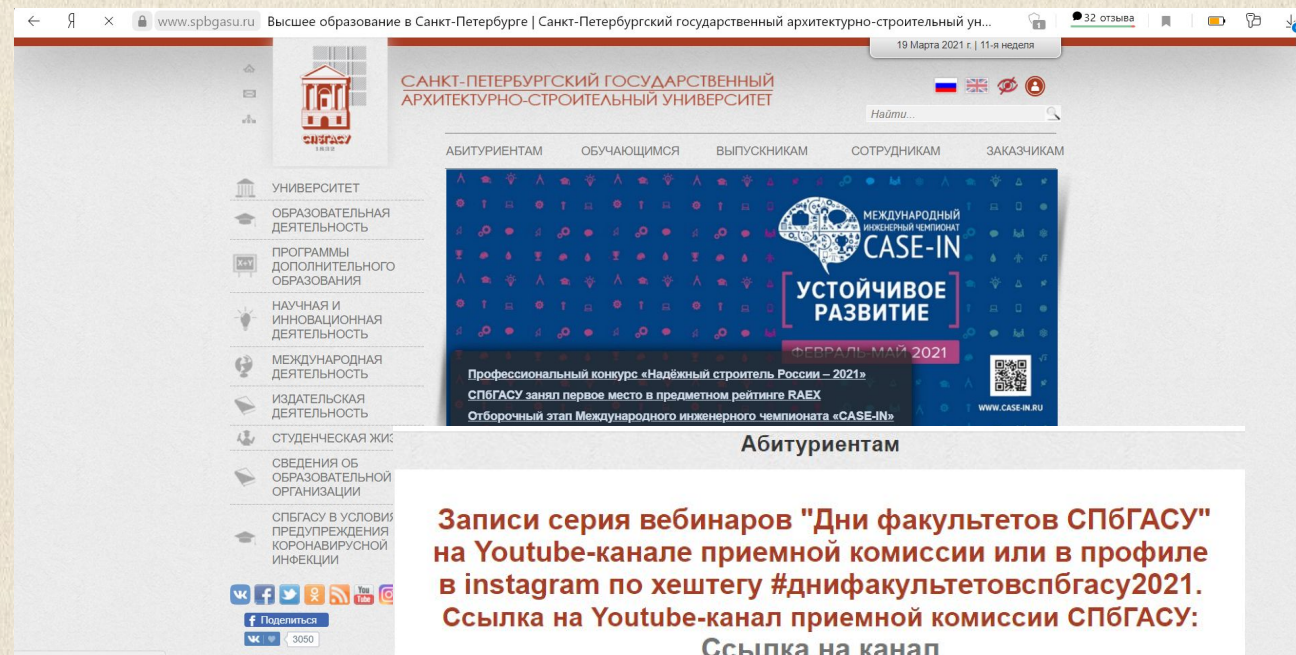 www.spbgasu.ru Высшее образование в Санкт-Петербурге | Санкт-Петербургский государственный архитектурно-строительный ун...
32 отзыва
19 Марта 2021 г. | 11-я неделя
САНКТ-ПЕТЕРБУРГСКИЙ ГОСУДАРСТВЕННЫЙ
АРХИТЕКТУРНО-СТРОИТЕЛЬНЫЙ УНИВЕРСИТЕТ
Найти...
СПбГАСУ
1832
АБИТУРИЕНТАМ ОБУЧАЮЩИМСЯ ВЫПУСКНИКАМ СОТРУДНИКАМ ЗАКАЗЧИКАМ
УНИВЕРСИТЕТ
ОБРАЗОВАТЕЛЬНАЯ
ДЕЯТЕЛЬНОСТЬ
ПРОГРАММЫ
ДОПОЛНИТЕЛЬНОГО
ОБРАЗОВАНИЯ
НАУЧНАЯ И
ИННОВАЦИОННАЯ
ДЕЯТЕЛЬНОСТЬ
МЕЖДУНАРОДНАЯ
ДЕЯТЕЛЬНОСТЬ
ИЗДАТЕЛЬСКАЯ
ДЕЯТЕЛЬНОСТЬ
СТУДЕНЧЕСКАЯ ЖИЗ
СВЕДЕНИЯ ОБ
ОБРАЗОВАТЕЛЬНОЙ
ОРГАНИЗАЦИИ
СПБГАСУ В УСЛОВИЯ
ПРЕДУПРЕЖДЕНИЯ
КОРОНАВИРУСНОЙ
ИНФЕКЦИИ
You
Tube
Поделиться
3050
МЕЖДУНАРОДНЫЙ
ИНЖЕНЕРНЫЙ ЧЕМПИОНАТ
CASE-IN
УСТОЙЧИВОЕ
РАЗВИТИЕ
ФЕВРАЛЬ-МАЙ 2021
WWW.CASE-IN.RU
Профессиональный конкурс «Надёжный строитель России – 2021»
СПбГАСУ занял первое место в предметном рейтинге RAEX
Отборочный этап Международного инженерного чемпионата «CASE-IN»
Абитуриентам
Записи серия вебинаров "Дни факультетов СПбГАСУ"
на Youtube-канале приемной комиссии или в профиле
в instagram по хештегу #днифакультетовспбгасу2021.
Ссылка на Youtube-канал приемной комиссии СПбГАСУ:
Ссылка на канал